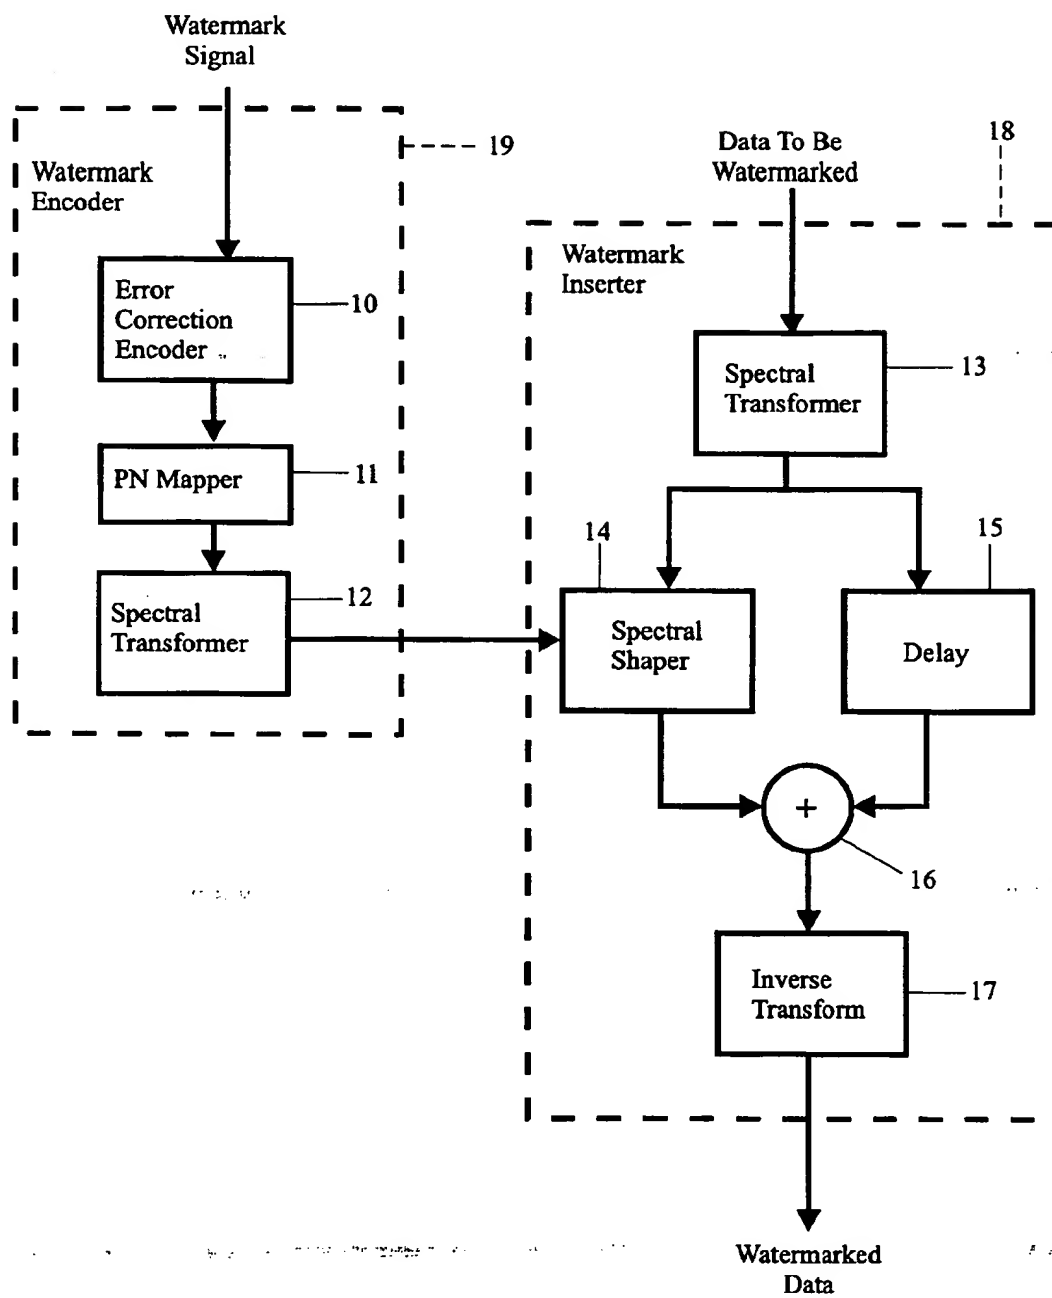 Watermark
Signal
19
Watermark
Encoder
Error
Correction
Encoder
10
PN Mapper
11
Spectral
Transformer
12
Data To Be
Watermarked
18
Watermark
Inserter
Spectral
Transformer
13
14
Spectral
Shaper
15
Delay
+
16
Inverse
Transform
17
Watermarked
Data